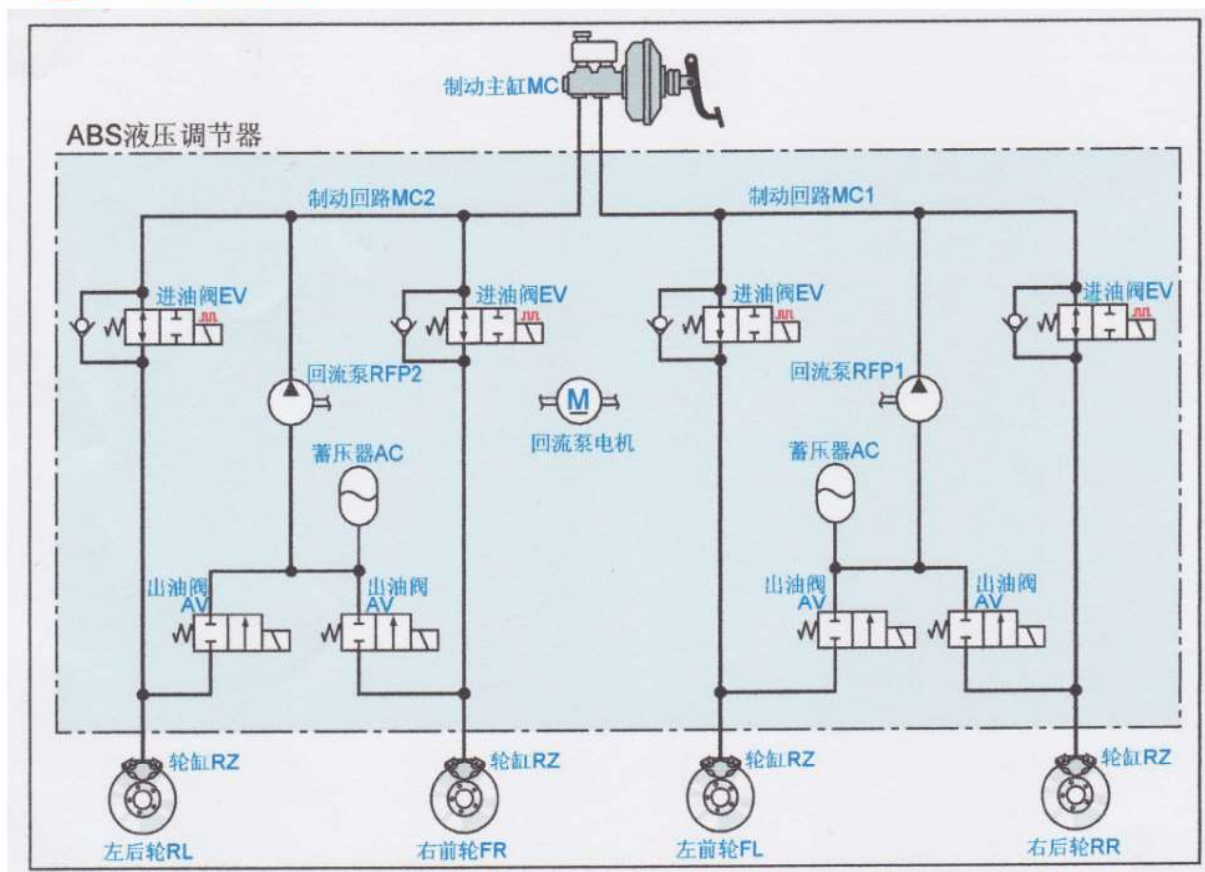 制动主缸MC
ABS液压调节器
制动回路MC2
制动回路MC1
进油阀EV
进油阀EV
进油阀EV
进油阀EV
回流泵RFP2
回流泵RFP1
M
回流泵电机
蓄压器AC
蓄压器AC
出油阀
AV
出油阀
AV
出油阀
AV
出油阀
AV
轮缸RZ
轮缸RZ
轮缸RZ
轮缸RZ
左后轮RL
右前轮FR
左前轮FL
右后轮RR